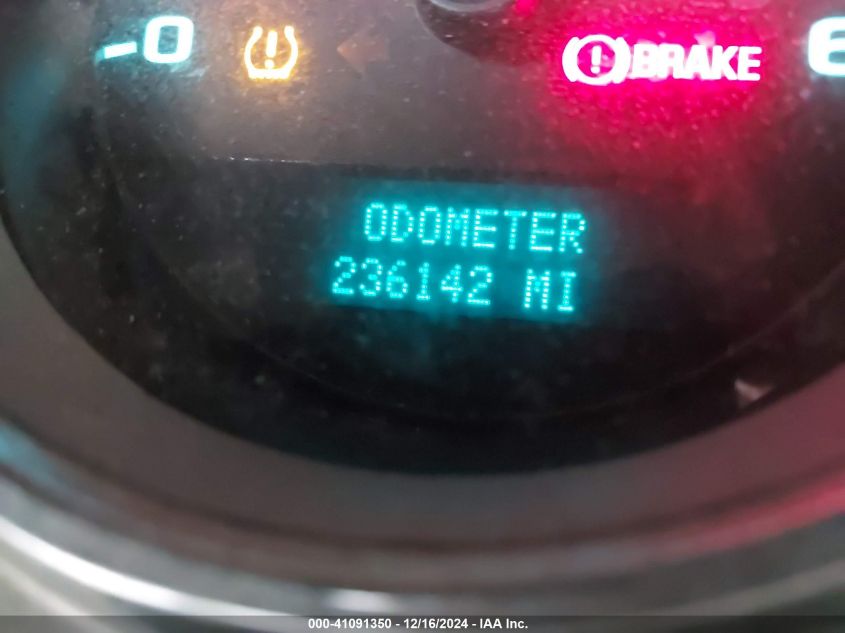 0
BRAKE
ODOMETER
236142 MI
000-41091350 - 12/16/2024 - IAA Inc.